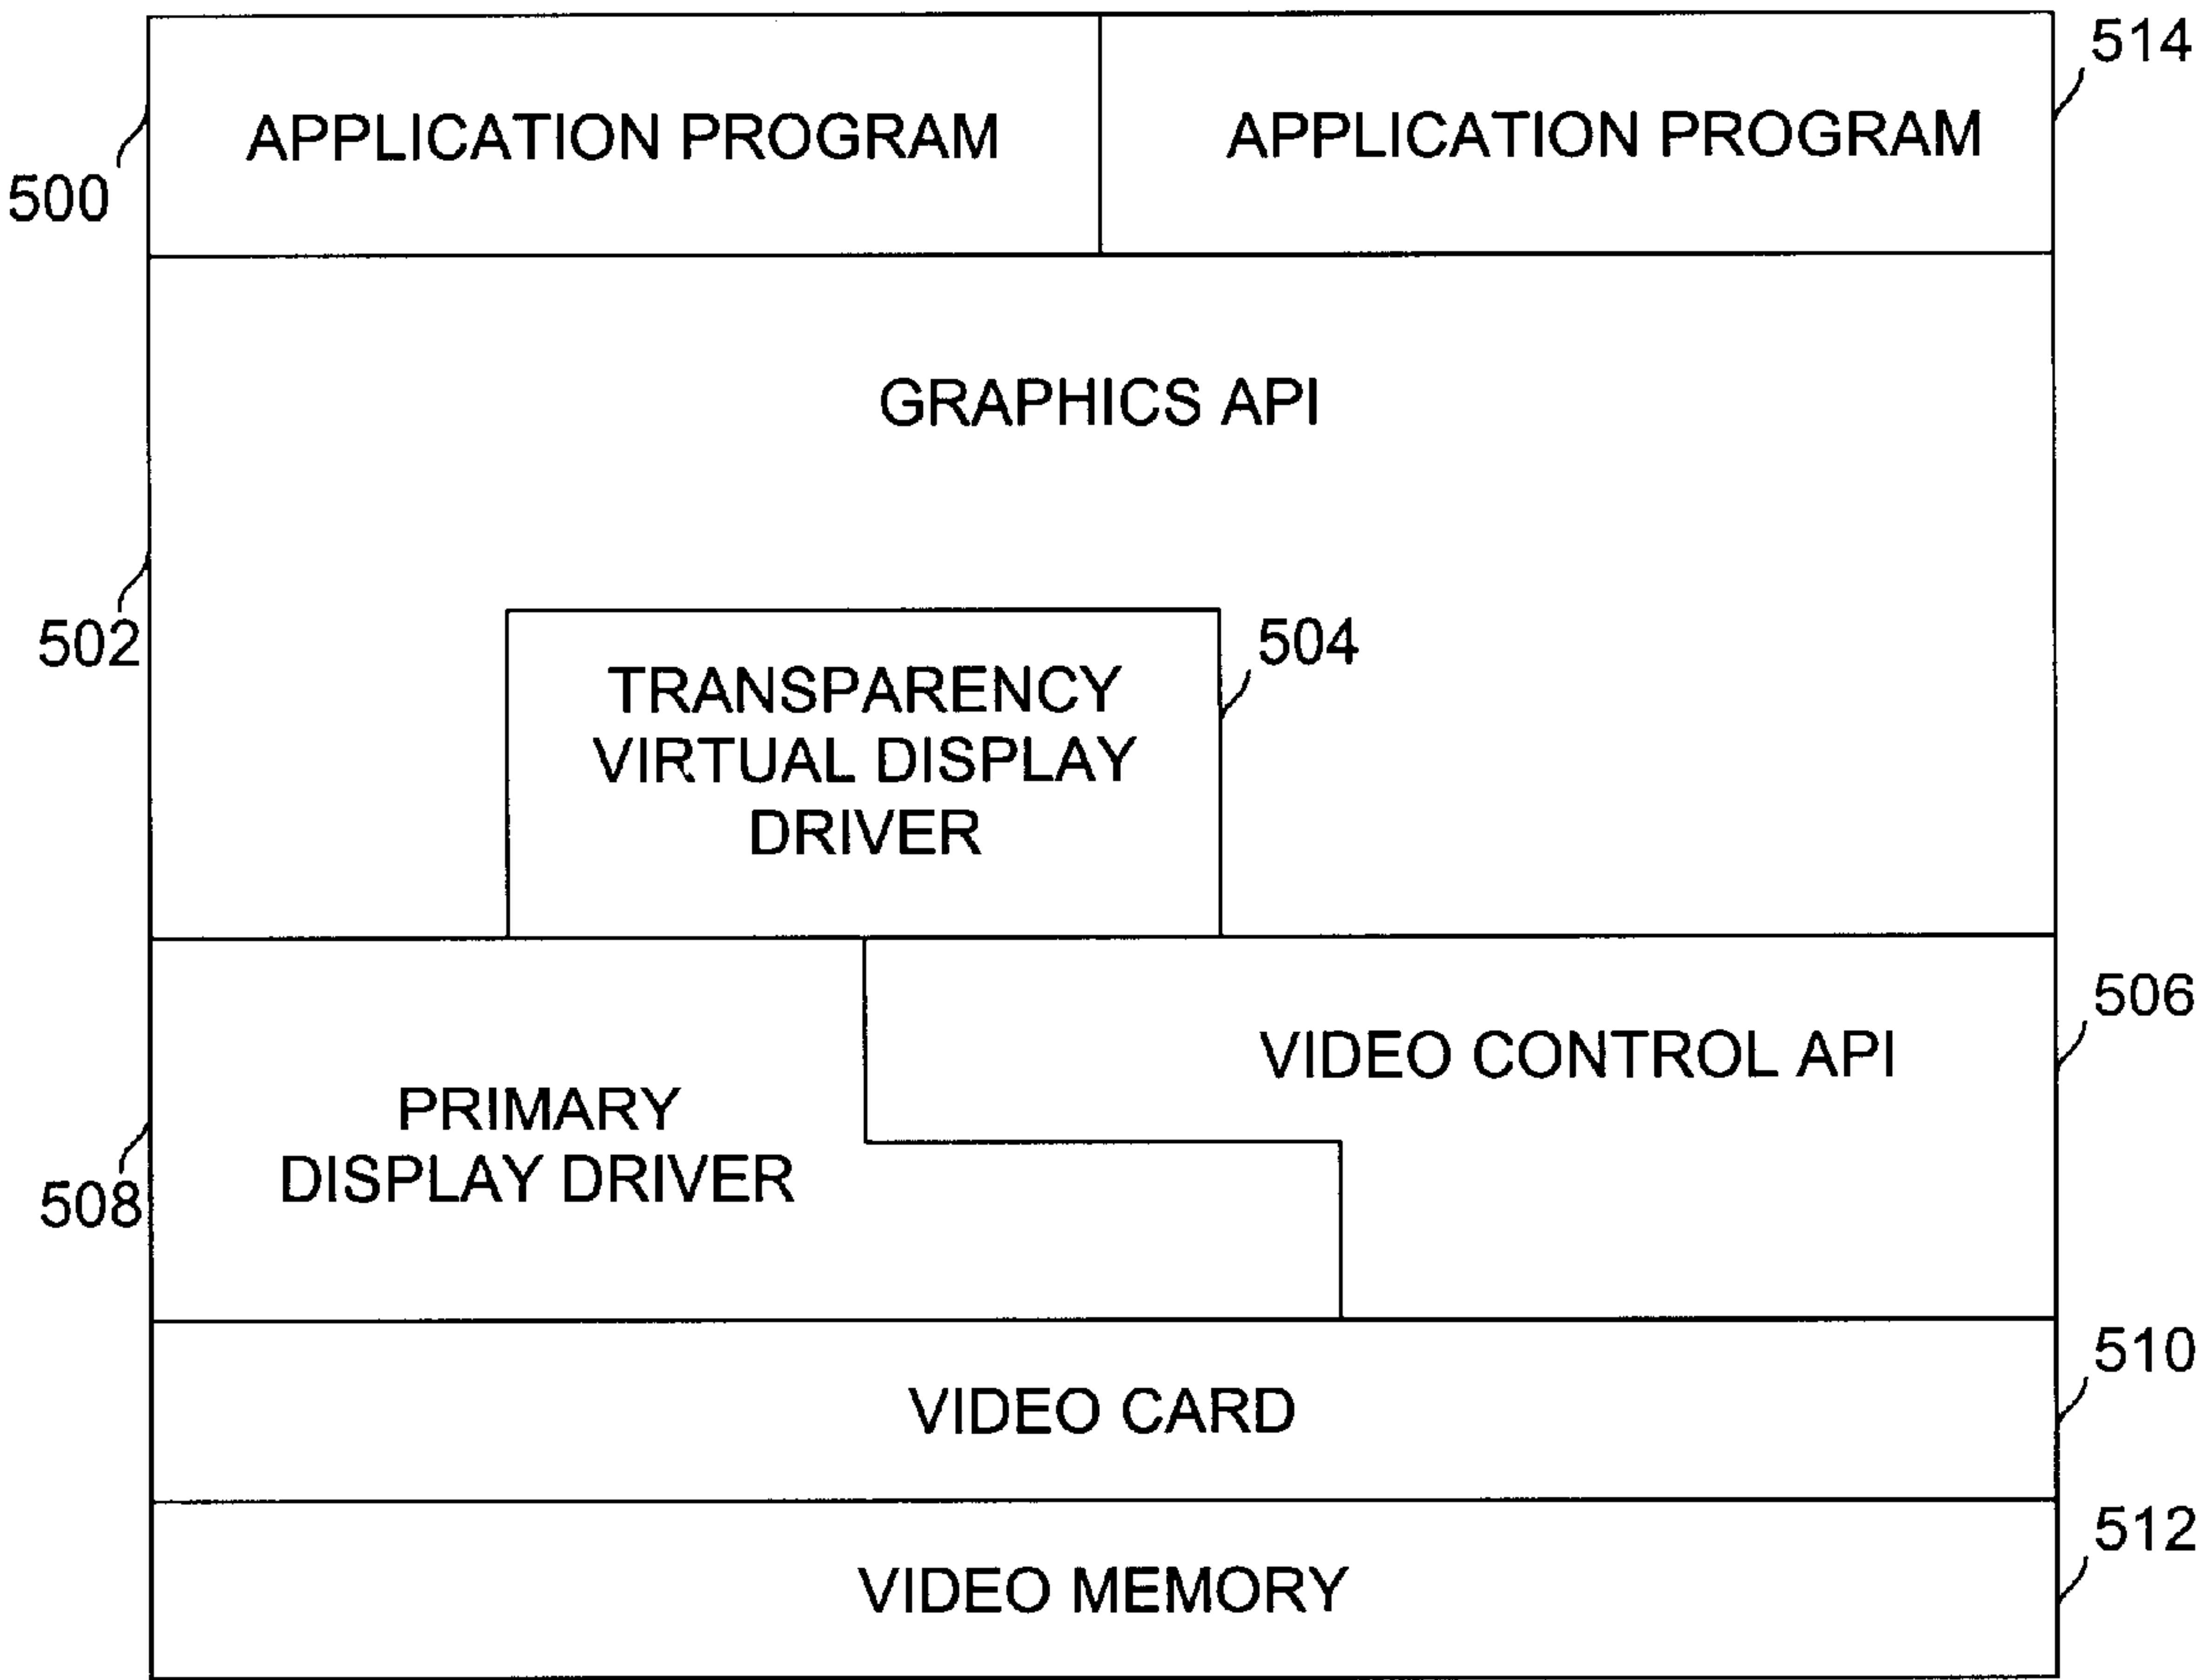 514
APPLICATION PROGRAM
APPLICATION PROGRAM
500
GRAPHICS API
502
504
TRANSPARENCY
VIRTUAL DISPLAY
DRIVER
506
VIDEO CONTROL API
PRIMARY
DISPLAY DRIVER
508
510
VIDEO CARD
512
VIDEO MEMORY